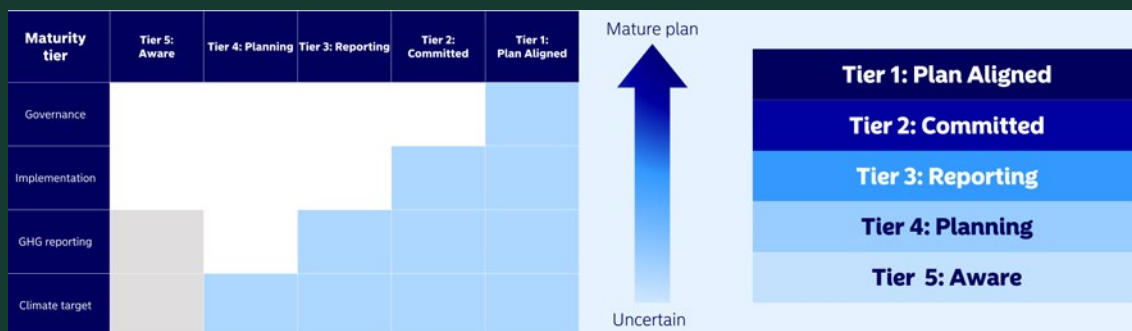 Maturity
tier
Tier 5:
Aware
Tier 4: Planning
Tier 3: Reporting
Tier 2:
Committed
Tier 1:
Plan Aligned
Governance
Implementation
GHG reporting
Climate target
Mature plan
Uncertain
Tier 1: Plan Aligned
Tier 2: Committed
Tier 3: Reporting
Tier 4: Planning
Tier 5: Aware